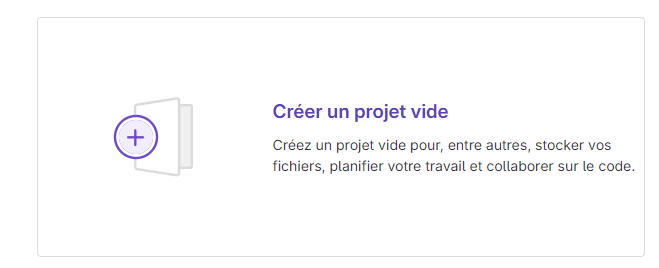 Créer un projet vide
Créez un projet vide pour, entre autres, stocker vos
fichiers, planifier votre travail et collaborer sur le code.